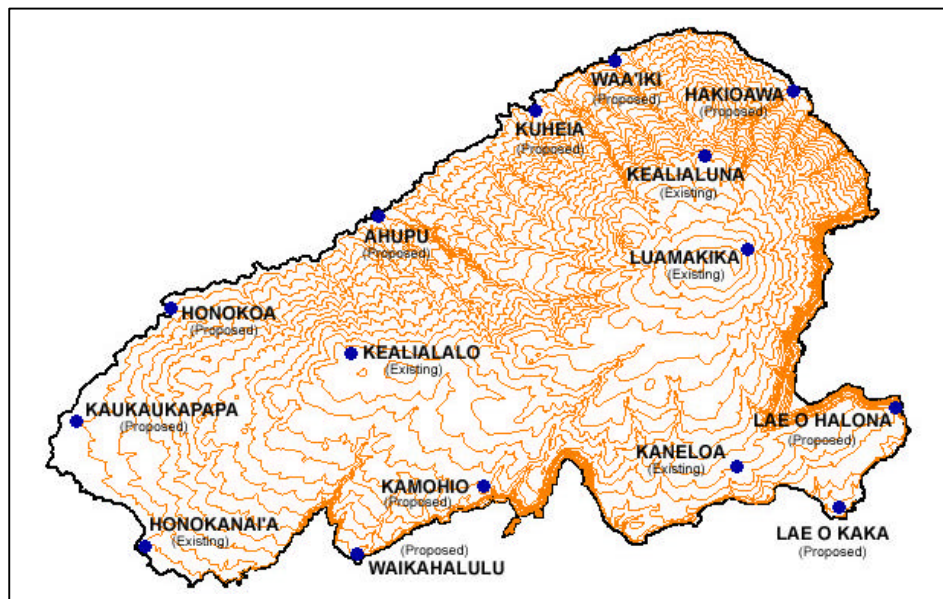 WAA'IKI
(Proposed)
HAKIOAWA
(Proposed)
KUHEIA
(Proposed)
KEALIALUNA
(Existing)
AHUPU
(Proposed)
LUAMAKIKA
(Existing)
HONOKOA
(Proposed)
KEALIALALO
(Existing)
KAUKAUKAPAPA
(Proposed)
LAE O HALONA
(Proposed)
KANELOA
(Existing)
KAMOHIO
(Proposed)
HONOKANAI'A
(Existing)
LAE O KAKA
(Proposed)
(Proposed)
WAIKAHALULU